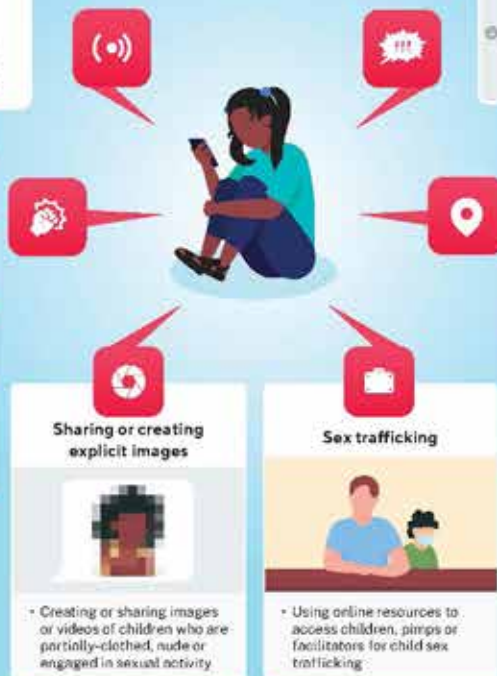 Sharing or creating
explicit images
• Creating or sharing images
or videos of children who are
partially-clothed, nude or
engaged in sexual activity
Sex trafficking
• Using online resources to
access children, pimps or
facilitators for child sex
trafficking